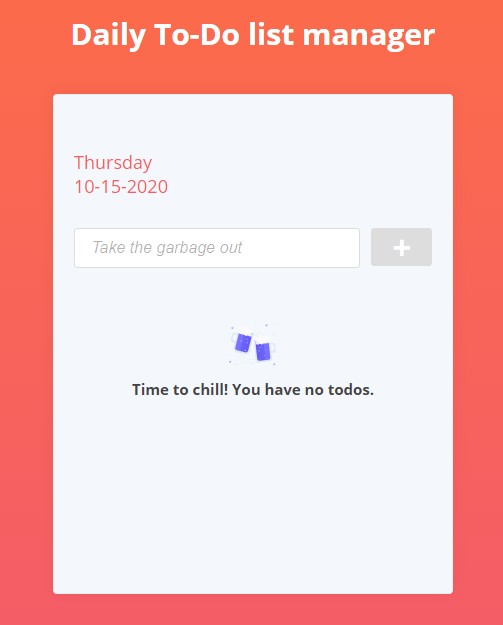 Daily To-Do list manager
Thursday
10-15-2020
Take the garbage out
+
Time to chill! You have no todos.